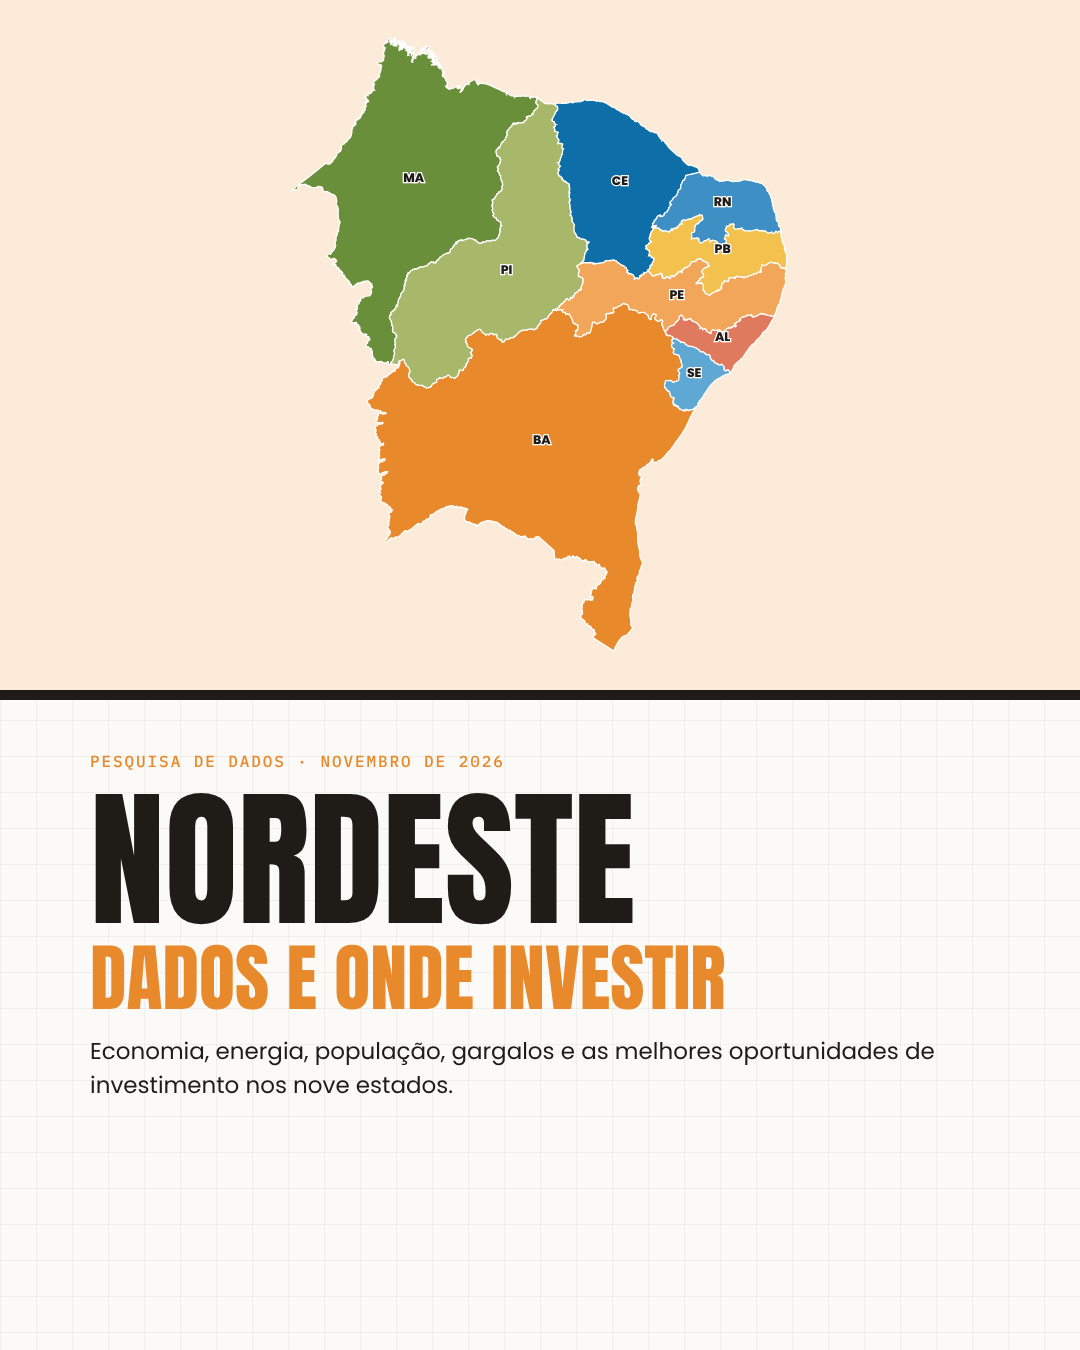 MA
CE
RN
PB
PI
PE
AL
SE
BA
PESQUISA DE DADOS · NOVEMBRO DE 2026
NORDESTE
DADOS E ONDE INVESTIR
Economia, energia, população, gargalos e as melhores oportunidades de
investimento nos nove estados.